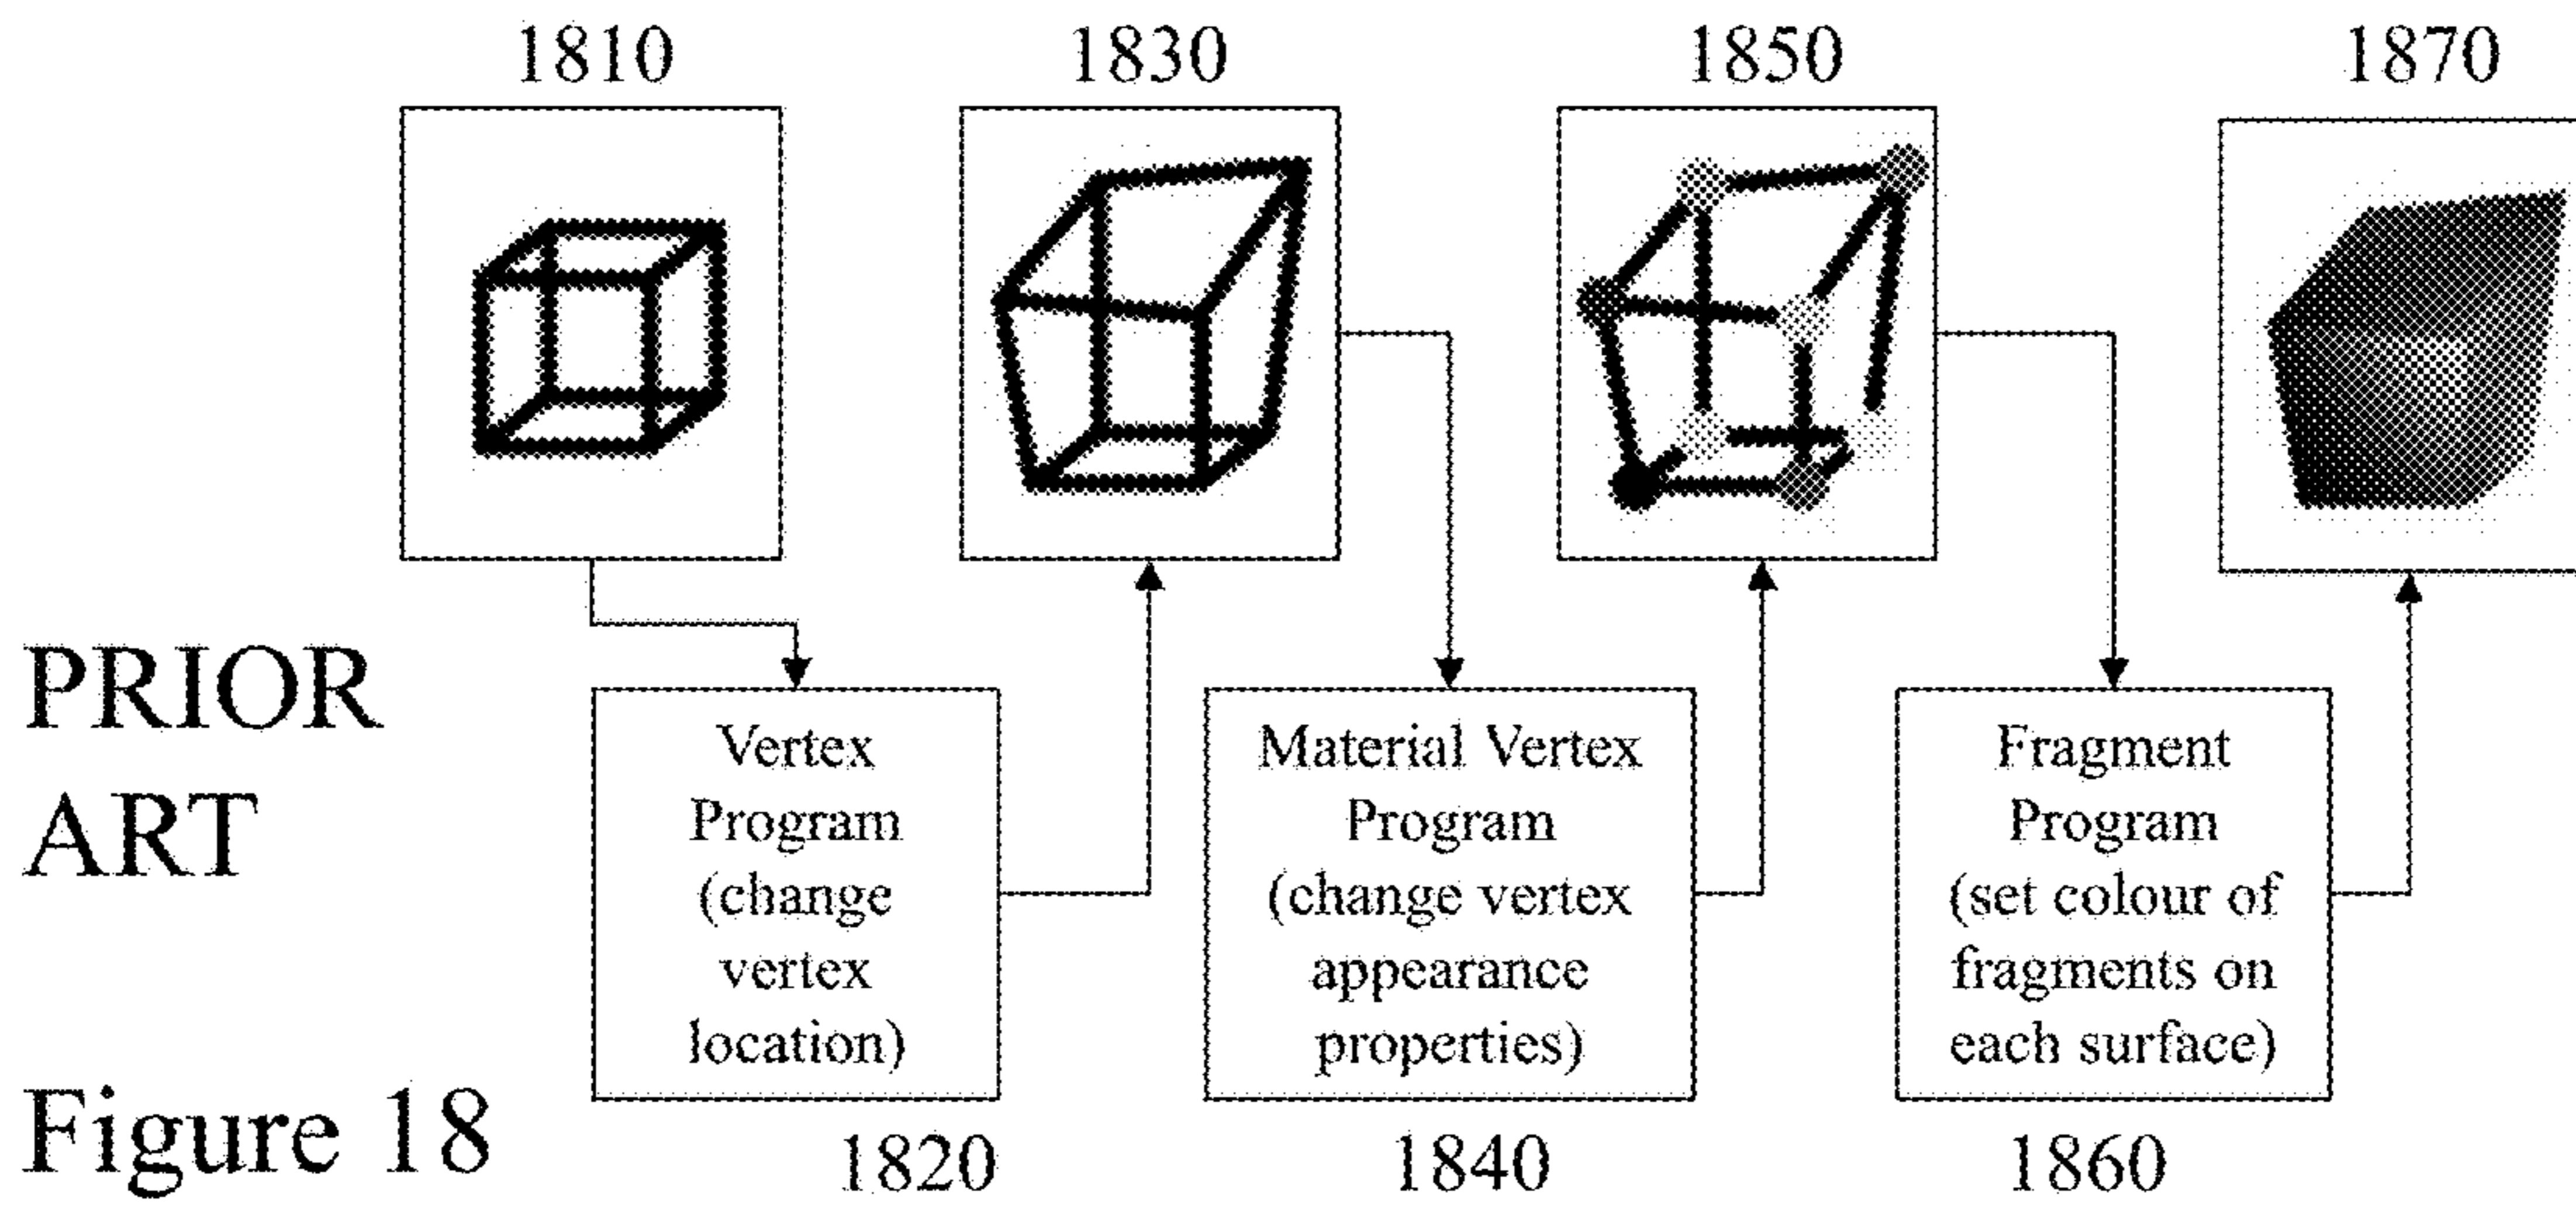 1810
1830
1850
1870
PRIOR
ART
Vertex
Program
(change
vertex
location)
Material Vertex
Program
(change vertex
appearance
properties)
Fragment
Program
(set colour of
fragments on
each surface)
Figure 18
1820
1840
1860